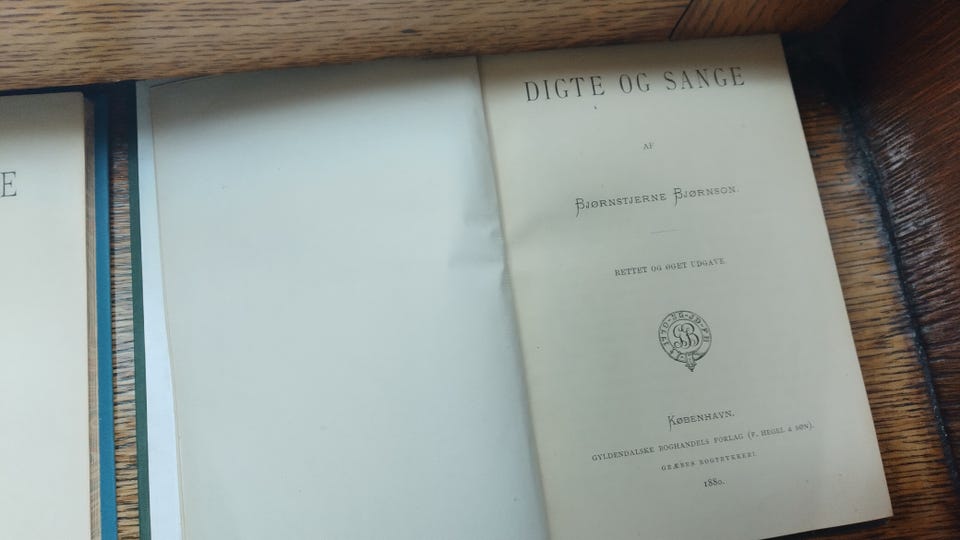 E
DIGTE OG SANGE
AF
BJØRNSTJERNE BJØRNSON.
RETTET OG ØGET UDGAVE.
KØBENHAVN.
GYLDENDALSKE BOGHANDELS FORLAG (F. HEGEL & SØN).
GRÆBES BOGTRYKKERI.
1880.